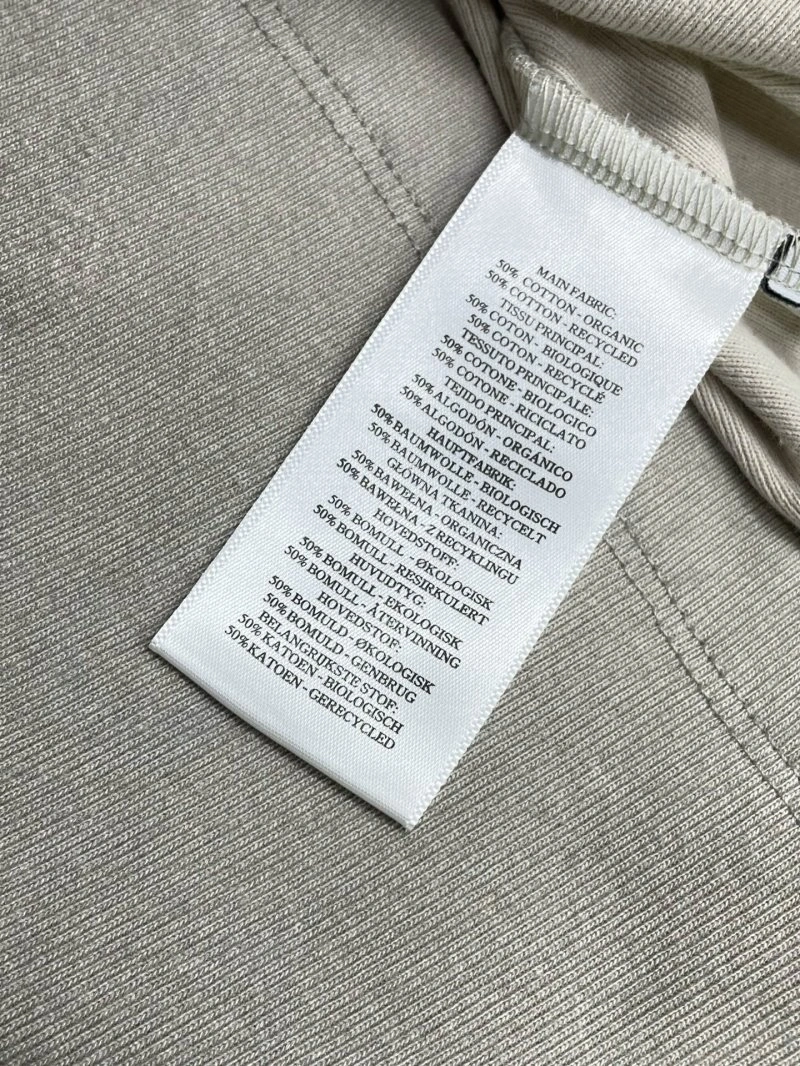 MAIN FABRIC:
50% COTTON - ORGANIC
50% COTTON - RECYCLED
TISSU PRINCIPAL:
50% COTON - BIOLOGIQUE
50% COTON - RECYCLÉ
TESSUTO PRINCIPALE:
50% COTONE - BIOLOGICO
50% COTONE - RICICLATO
TEJIDO PRINCIPAL:
50% ALGODÓN - ORGÁNICO
50% ALGODÓN - RECICLADO
HAUPTFABRIK:
50% BAUMWOLLE - BIOLOGISCH
50% BAUMWOLLE - RECYCELT
GŁÓWNA TKANINA:
50% BAWEŁNA - ORGANICZNA
50% BAWEŁNA - Z RECYKLINGU
HOVEDSTOFF:
50% BOMULL - ØKOLOGISK
50% BOMULL - RESIRKULERT
HUVUDTYG:
50% BOMULL - EKOLOGISK
50% BOMULL - ÅTERVINNING
HOVEDSTOF:
50% BOMULD - ØKOLOGISK
50% BOMULD - GENBRUG
BELANGRIJKSTE STOF:
50% KATOEN - BIOLOGISCH
50% KATOEN - GERECYCLED